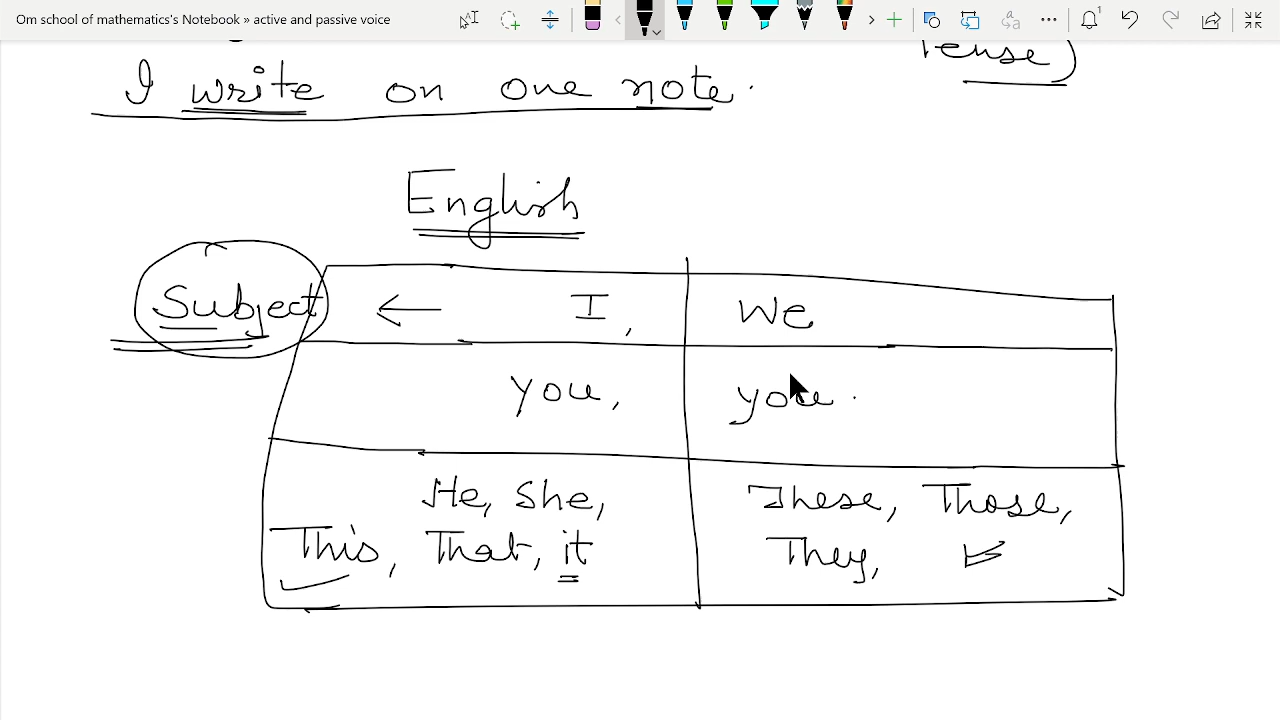 Om school of mathematics's Notebook » active and passive voice
Tense)
I write on one note.
English
Subject ← I, We
you, you.
He, She, These, Those,
This, That, it They,